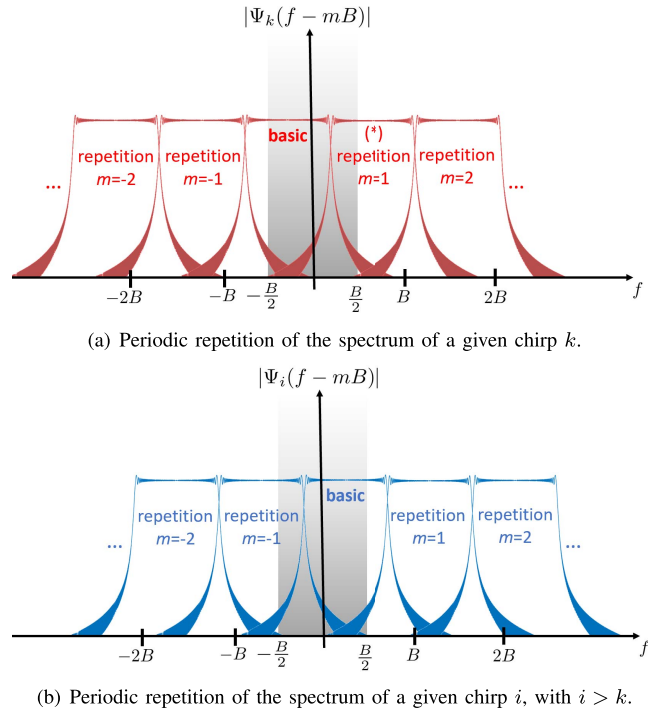 |Ψ_k(f − mB)|
basic
(*)
repetition m=-2
repetition m=-1
repetition m=1
repetition m=2
...
...
−2B
−B
−B/2
B/2
B
2B
f
(a) Periodic repetition of the spectrum of a given chirp k.
|Ψ_i(f − mB)|
basic
repetition m=-2
repetition m=-1
repetition m=1
repetition m=2
...
...
−2B
−B
−B/2
B/2
B
2B
f
(b) Periodic repetition of the spectrum of a given chirp i, with i > k.